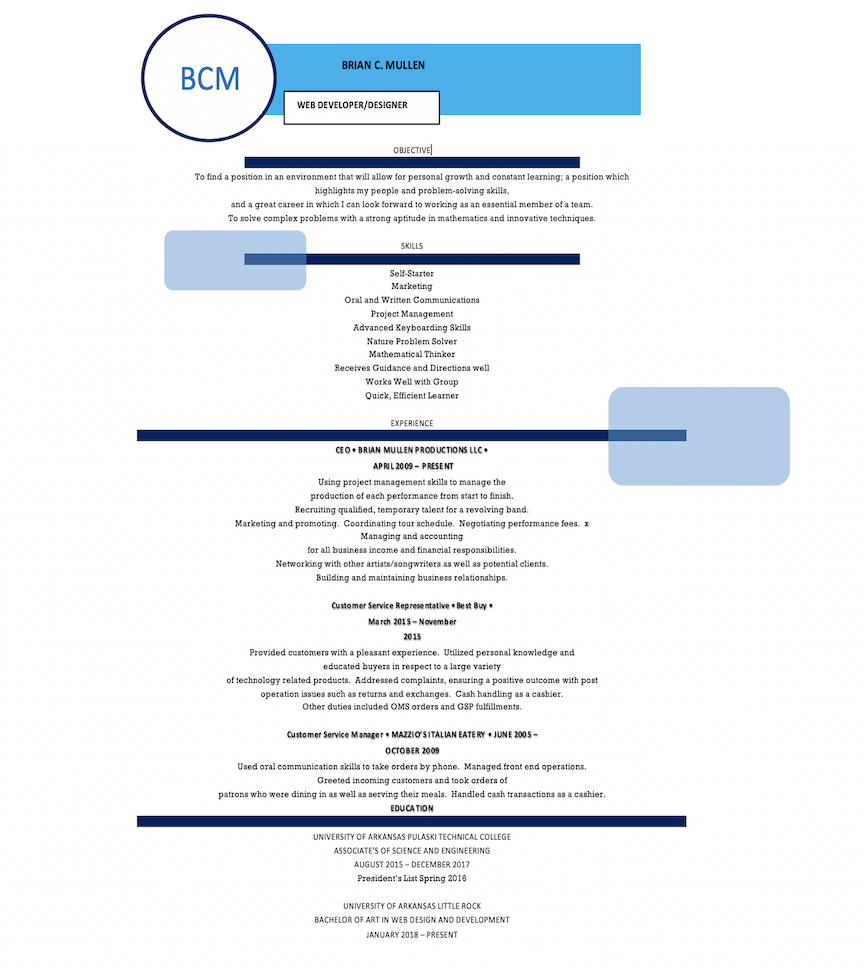 BCM
BRIAN C. MULLEN
WEB DEVELOPER/DESIGNER
OBJECTIVE
To find a position in an environment that will allow for personal growth and constant learning; a position which
highlights my people and problem-solving skills,
and a great career in which I can look forward to working as an essential member of a team.
To solve complex problems with a strong aptitude in mathematics and innovative techniques.
SKILLS
Self-Starter
Marketing
Oral and Written Communications
Project Management
Advanced Keyboarding Skills
Nature Problem Solver
Mathematical Thinker
Receives Guidance and Directions well
Works Well with Group
Quick, Efficient Learner
EXPERIENCE
CEO • BRIAN MULLEN PRODUCTIONS LLC •
APRIL 2009 – PRESENT
Using project management skills to manage the
production of each performance from start to finish.
Recruiting qualified, temporary talent for a revolving band.
Marketing and promoting. Coordinating tour schedule. Negotiating performance fees. x
Managing and accounting
for all business income and financial responsibilities.
Networking with other artists/songwriters as well as potential clients.
Building and maintaining business relationships.
Customer Service Representative • Best Buy •
March 2015 – November
2015
Provided customers with a pleasant experience. Utilized personal knowledge and
educated buyers in respect to a large variety
of technology related products. Addressed complaints, ensuring a positive outcome with post
operation issues such as returns and exchanges. Cash handling as a cashier.
Other duties included OMS orders and GSP fulfillments.
Customer Service Manager • MAZZIO'S ITALIAN EATERY • JUNE 2005 –
OCTOBER 2009
Used oral communication skills to take orders by phone. Managed front end operations.
Greeted incoming customers and took orders of
patrons who were dining in as well as serving their meals. Handled cash transactions as a cashier.
EDUCATION
UNIVERSITY OF ARKANSAS PULASKI TECHNICAL COLLEGE
ASSOCIATE'S OF SCIENCE AND ENGINEERING
AUGUST 2015 – DECEMBER 2017
President's List Spring 2016
UNIVERSITY OF ARKANSAS LITTLE ROCK
BACHELOR OF ART IN WEB DESIGN AND DEVELOPMENT
JANUARY 2018 – PRESENT